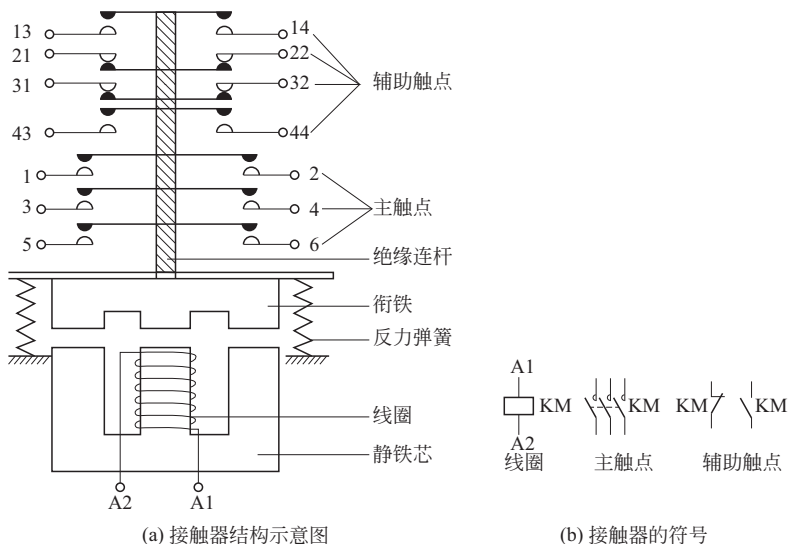 13 14
21 22
31 32
辅助触点
43 44
1 2
3 4
主触点
5 6
绝缘连杆
衔铁
反力弹簧
线圈
静铁芯
A2 A1
(a) 接触器结构示意图
A1
KM KM KM KM
A2
线圈 主触点 辅助触点
(b) 接触器的符号